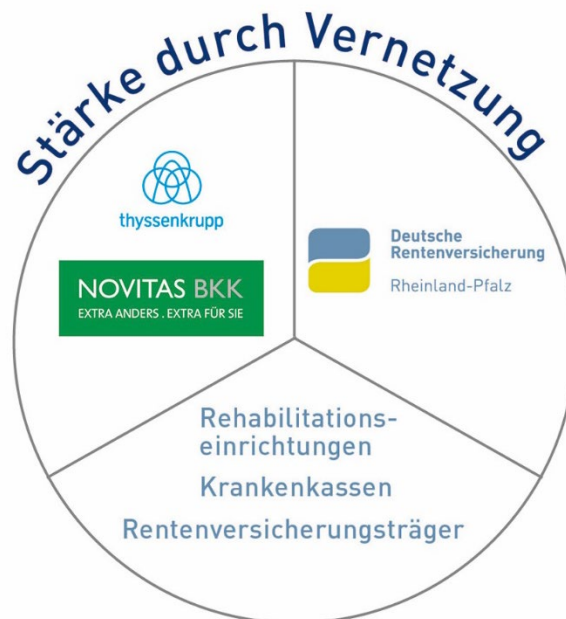 Stärke durch Vernetzung
thyssenkrupp
NOVITAS BKK
EXTRA ANDERS . EXTRA FÜR SIE
Deutsche
Rentenversicherung
Rheinland-Pfalz
Rehabilitations-
einrichtungen
Krankenkassen
Rentenversicherungsträger